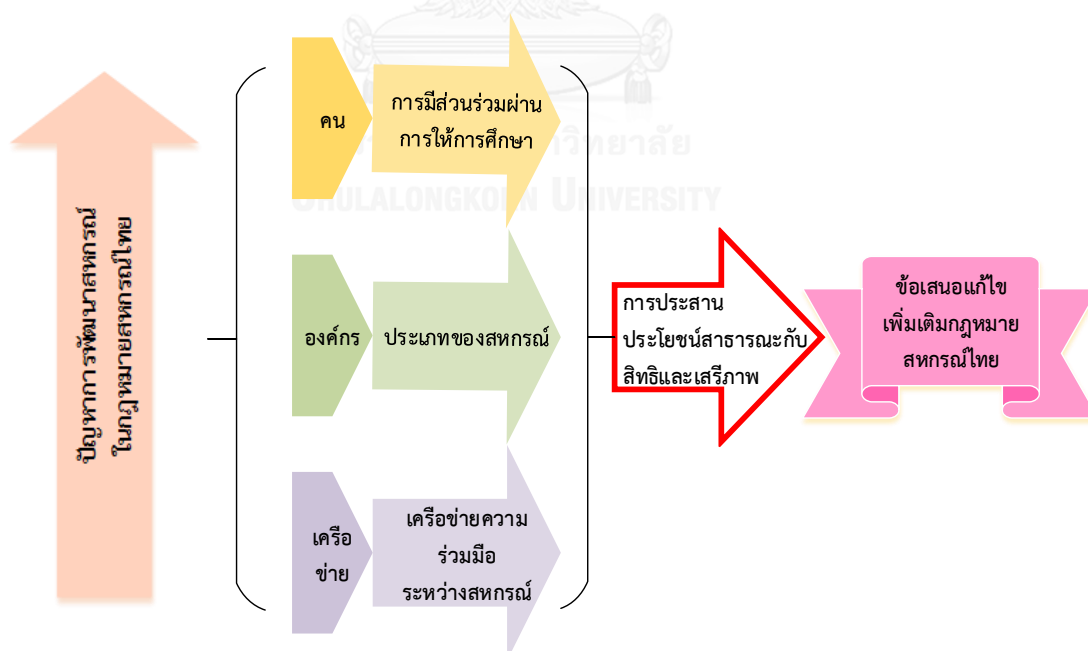 ปัญหาการพัฒนาสหกรณ์
ในกฎหมายสหกรณ์ไทย
คน
การมีส่วนร่วมผ่าน
การให้การศึกษา
องค์กร
ประเภทของสหกรณ์
เครือ
ข่าย
เครือข่ายความ
ร่วมมือ
ระหว่างสหกรณ์
การประสาน
ประโยชน์สาธารณะกับ
สิทธิและเสรีภาพ
ข้อเสนอแก้ไข
เพิ่มเติมกฎหมาย
สหกรณ์ไทย
วิทยาลัย
CHULALONGKORN UNIVERSITY